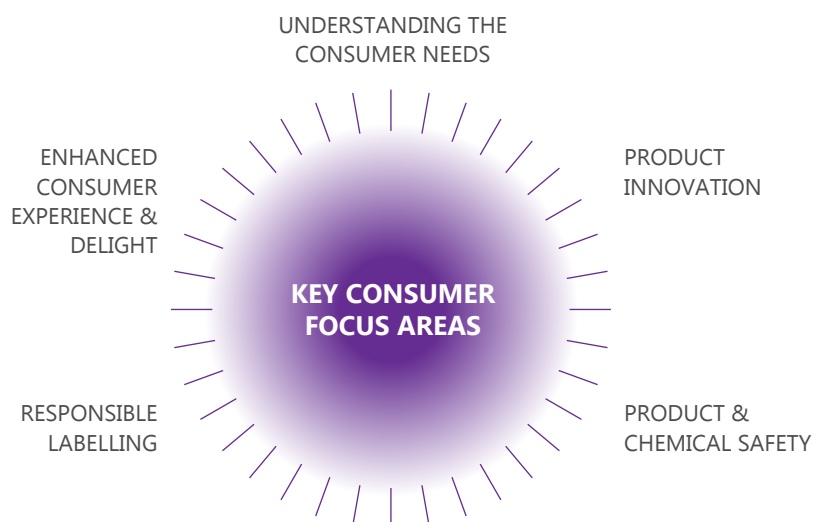 UNDERSTANDING THE
CONSUMER NEEDS
ENHANCED
CONSUMER
EXPERIENCE &
DELIGHT
PRODUCT
INNOVATION
KEY CONSUMER
FOCUS AREAS
RESPONSIBLE
LABELLING
PRODUCT &
CHEMICAL SAFETY